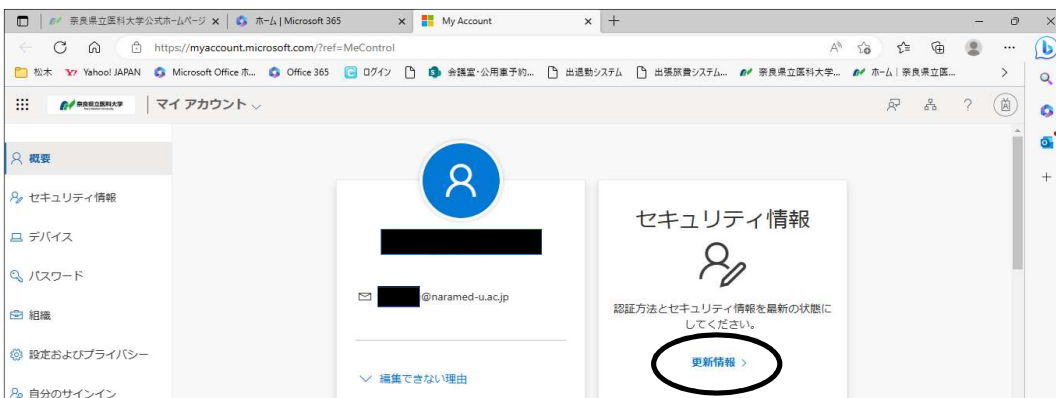 奈良県立医科大学公式ホームページ
ホーム | Microsoft 365
My Account
https://myaccount.microsoft.com/?ref=MeControl
松木 Yahoo! JAPAN Microsoft Office ホ... Office 365 ログイン 会議室・公用車予約... 出退勤システム 出張旅費システム... 奈良県立医科大学... ホーム | 奈良県立医...
奈良県立医科大学 マイ アカウント
概要
セキュリティ情報
デバイス
パスワード
組織
設定およびプライバシー
自分のサインイン
@naramed-u.ac.jp
編集できない理由
セキュリティ情報
認証方法とセキュリティ情報を最新の状態に
してください。
更新情報 >